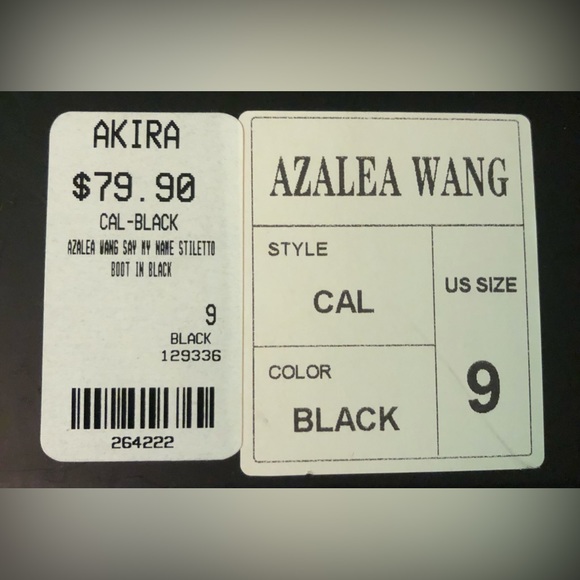 AKIRA
$79.90
CAL-BLACK
AZALEA WANG SAY MY NAME STILETTO
BOOT IN BLACK
9
BLACK
129336
264222
AZALEA WANG
STYLE
CAL
COLOR
BLACK
US SIZE
9